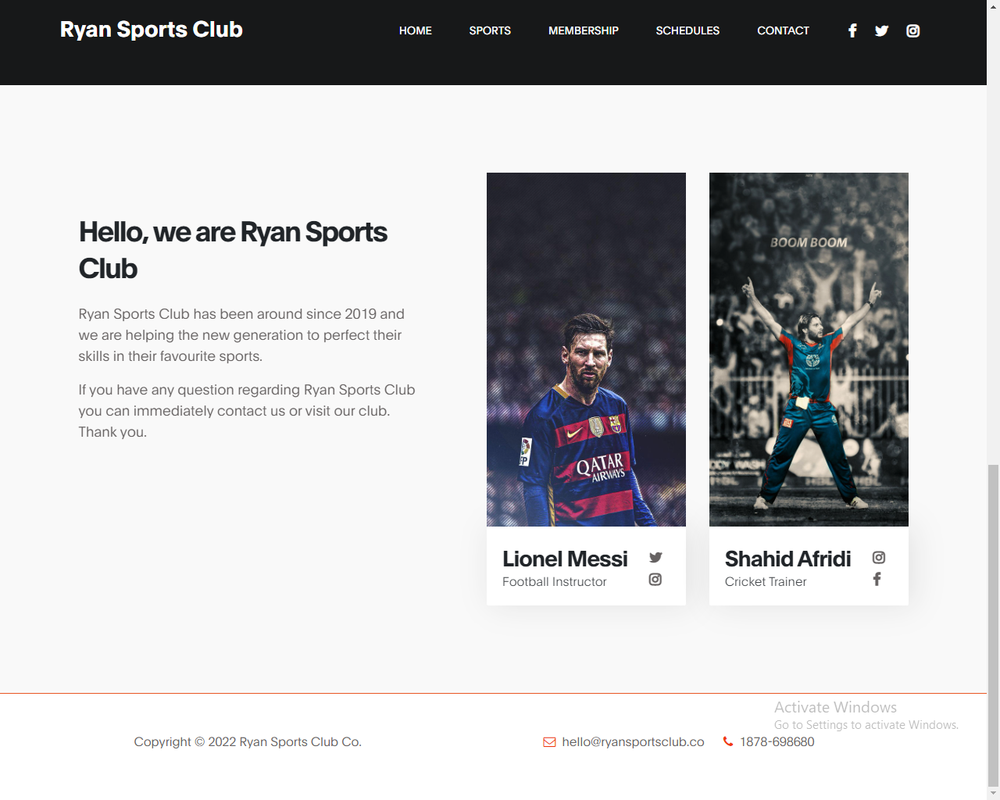 Ryan Sports Club
HOME SPORTS MEMBERSHIP SCHEDULES CONTACT
Hello, we are Ryan Sports
Club
Ryan Sports Club has been around since 2019 and
we are helping the new generation to perfect their
skills in their favourite sports.
If you have any question regarding Ryan Sports Club
you can immediately contact us or visit our club.
Thank you.
QATAR
AIRWAYS
Lionel Messi
Football Instructor
BOOM BOOM
Shahid Afridi
Cricket Trainer
Activate Windows
Go to Settings to activate Windows.
Copyright © 2022 Ryan Sports Club Co.
hello@ryansportsclub.co
1878-698680